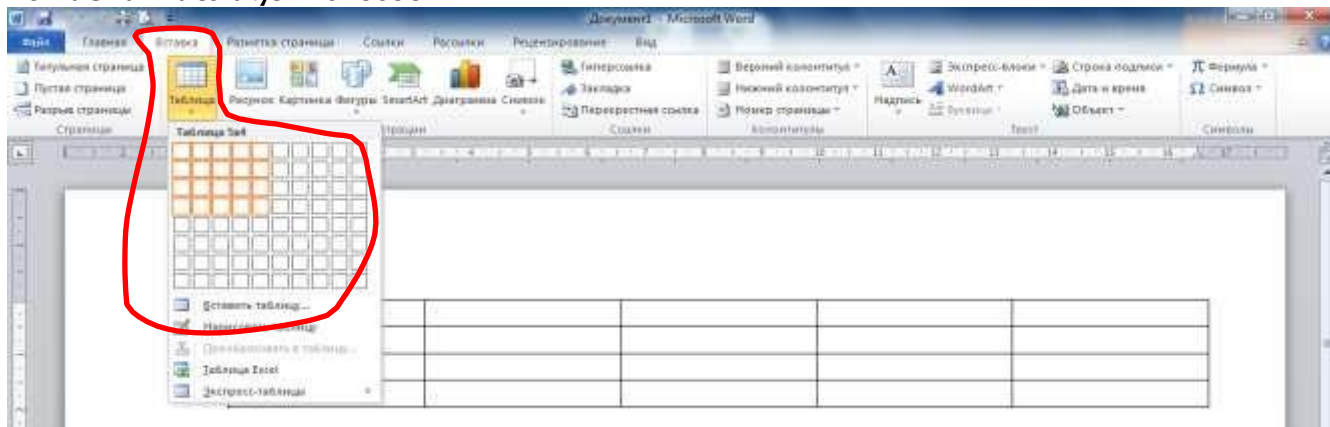 Документ1 - Microsoft Word
Файл Главная Вставка Разметка страницы Ссылки Рассылки Рецензирование Вид
Титульная страница
Пустая страница
Разрыв страницы
Страницы
Таблица Рисунок Картинка Фигуры SmartArt Диаграмма Снимок
Гиперссылка
Закладка
Перекрестная ссылка
Ссылки
Верхний колонтитул
Нижний колонтитул
Номер страницы
Колонтитулы
Надпись
Экспресс-блоки
WordArt
Буквица
Строка подписи
Дата и время
Объект
Текст
Формула
Символ
Символы
Таблица 5x4
Вставить таблицу...
Нарисовать таблицу
Преобразовать в таблицу...
Таблица Excel
Экспресс-таблицы